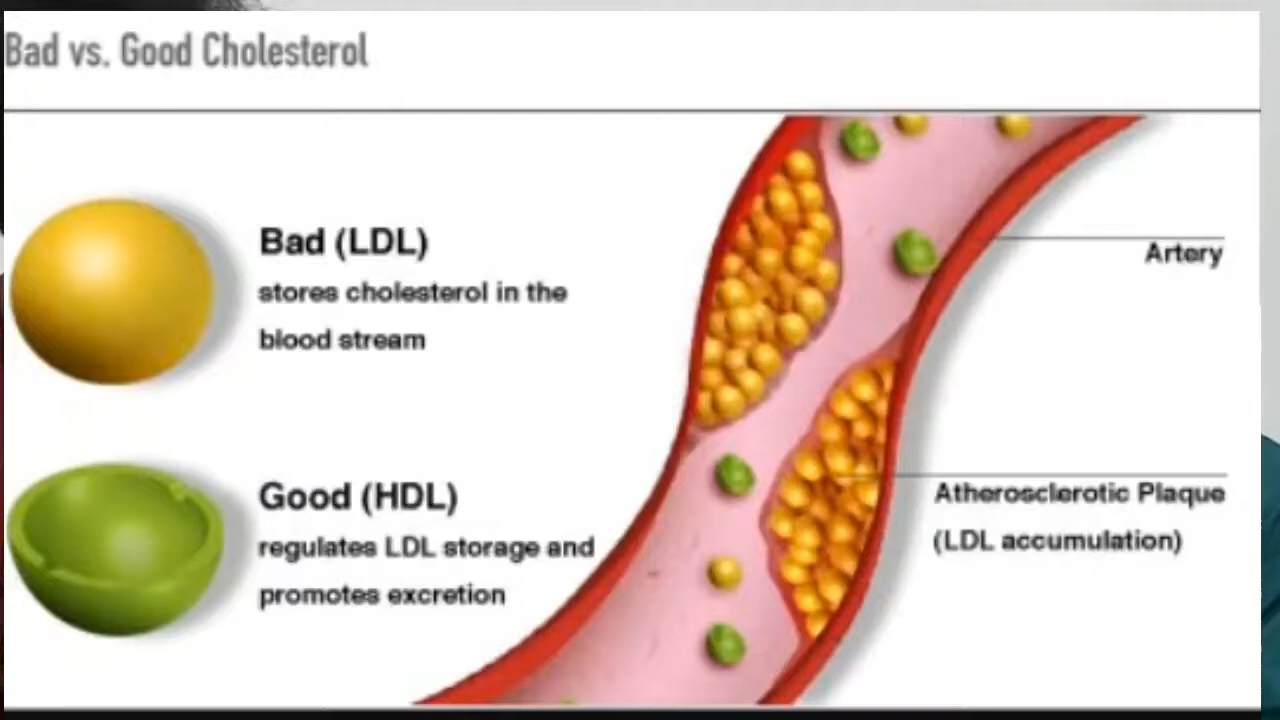 Bad vs. Good Cholesterol
Bad (LDL)
stores cholesterol in the
blood stream
Good (HDL)
regulates LDL storage and
promotes excretion
Artery
Atherosclerotic Plaque
(LDL accumulation)